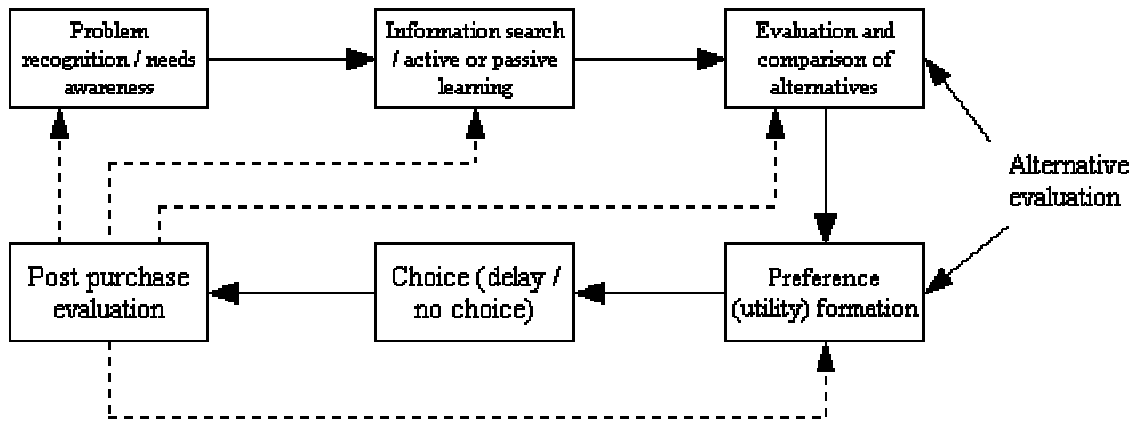 Problem
recognition / needs
awareness
Information search
/ active or passive
learning
Evaluation and
comparison of
alternatives
Alternative
evaluation
Post purchase
evaluation
Choice (delay /
no choice)
Preference
(utility) formation